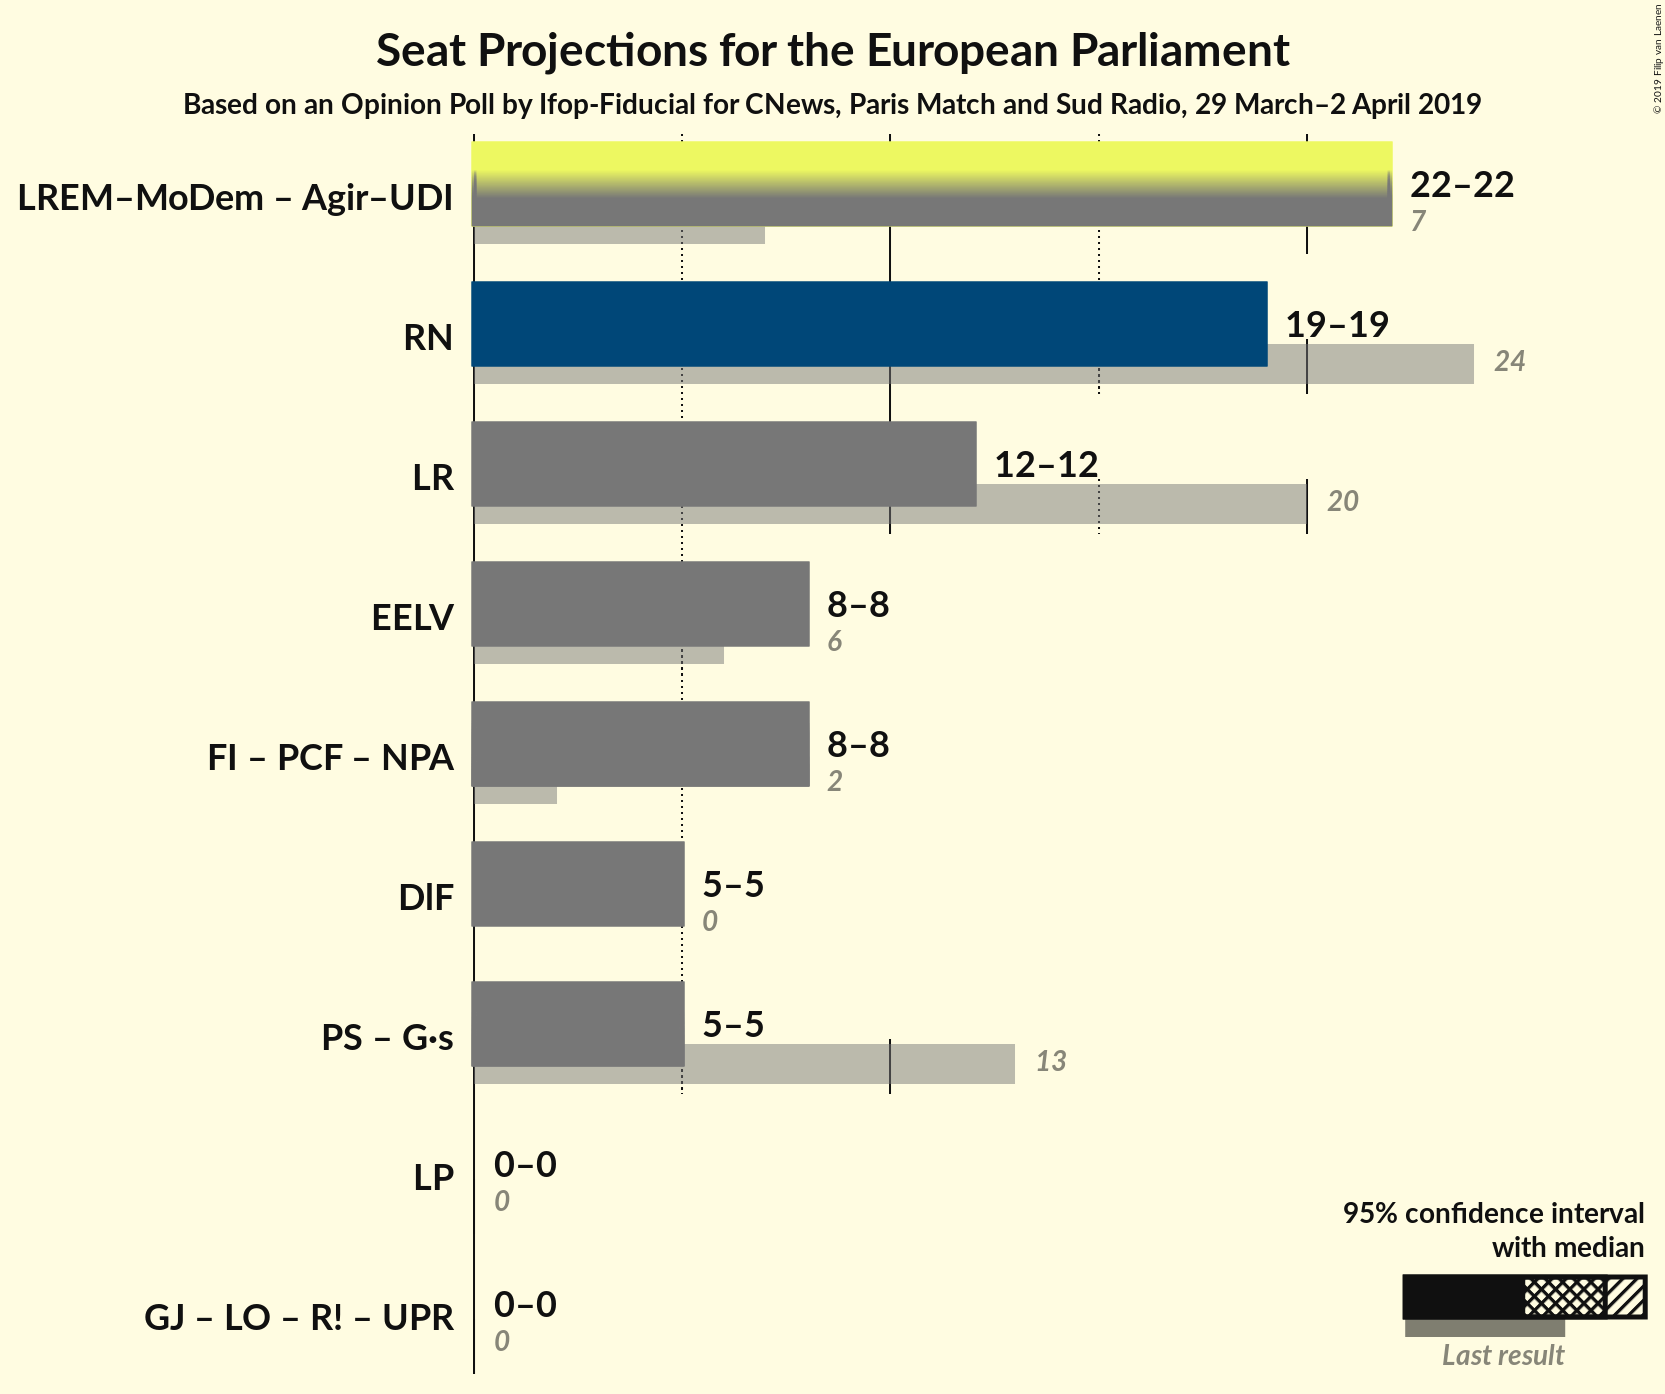 Seat Projections for the European Parliament
Based on an Opinion Poll by Ifop-Fiducial for CNews, Paris Match and Sud Radio, 29 March–2 April 2019
© 2019 Filip van Laenen
LREM–MoDem – Agir–UDI
22–22
7
RN
19–19
24
LR
12–12
20
EELV
8–8
6
FI – PCF – NPA
8–8
2
DlF
5–5
0
PS – G·s
5–5
13
LP
0–0
0
GJ – LO – R! – UPR
0–0
0
95% confidence interval
with median
Last result